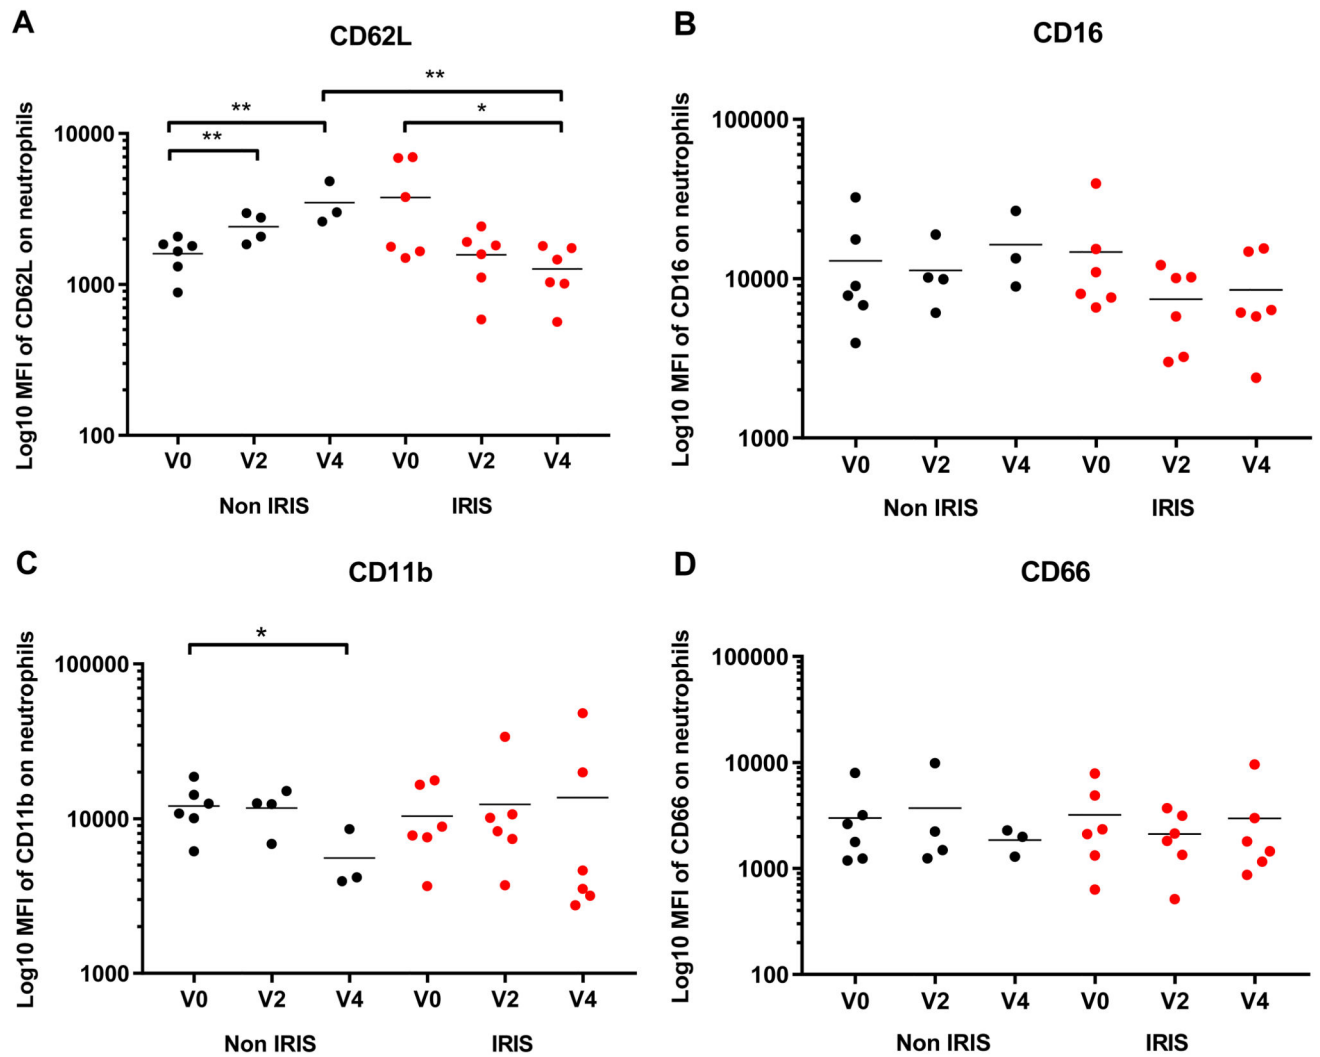 A
CD62L
**
**
*
**
Log10 MFI of CD62L on neutrophils
10000
1000
100
V0 V2 V4 V0 V2 V4
Non IRIS IRIS
B
CD16
Log10 MFI of CD16 on neutrophils
100000
10000
1000
V0 V2 V4 V0 V2 V4
Non IRIS IRIS
C
CD11b
*
Log10 MFI of CD11b on neutrophils
100000
10000
1000
V0 V2 V4 V0 V2 V4
Non IRIS IRIS
D
CD66
Log10 MFI of CD66 on neutrophils
100000
10000
1000
100
V0 V2 V4 V0 V2 V4
Non IRIS IRIS